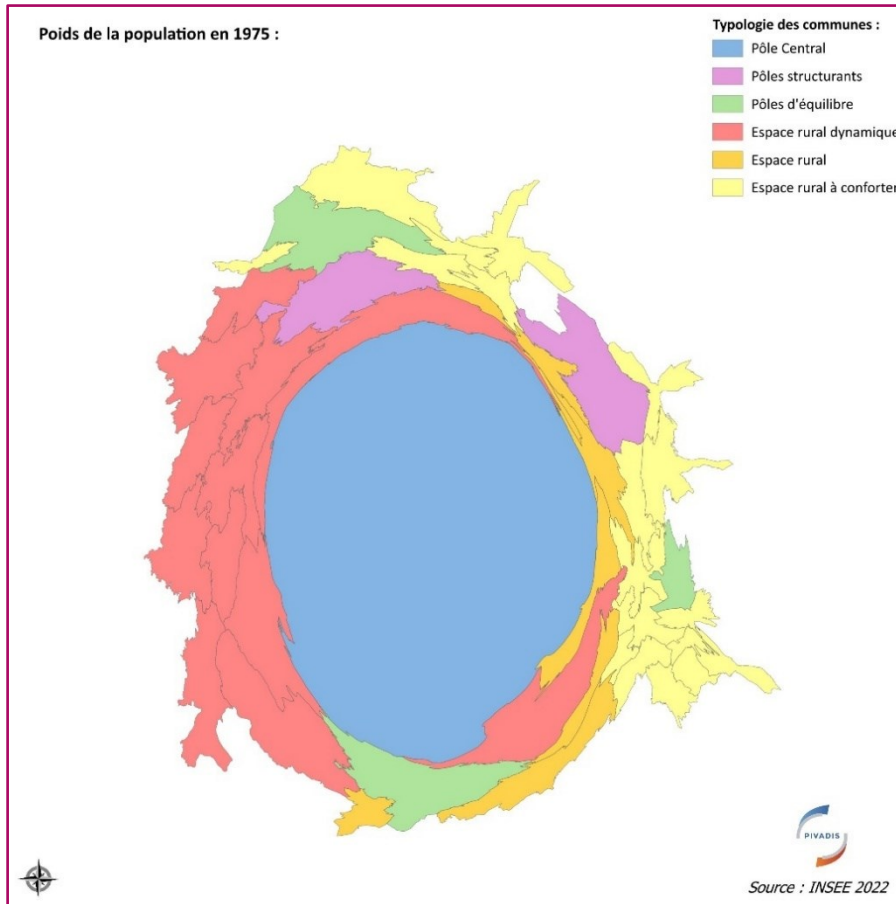 Poids de la population en 1975 :
Typologie des communes :
Pôle Central
Pôles structurants
Pôles d'équilibre
Espace rural dynamique
Espace rural
Espace rural à conforter
PIVADIS
Source : INSEE 2022